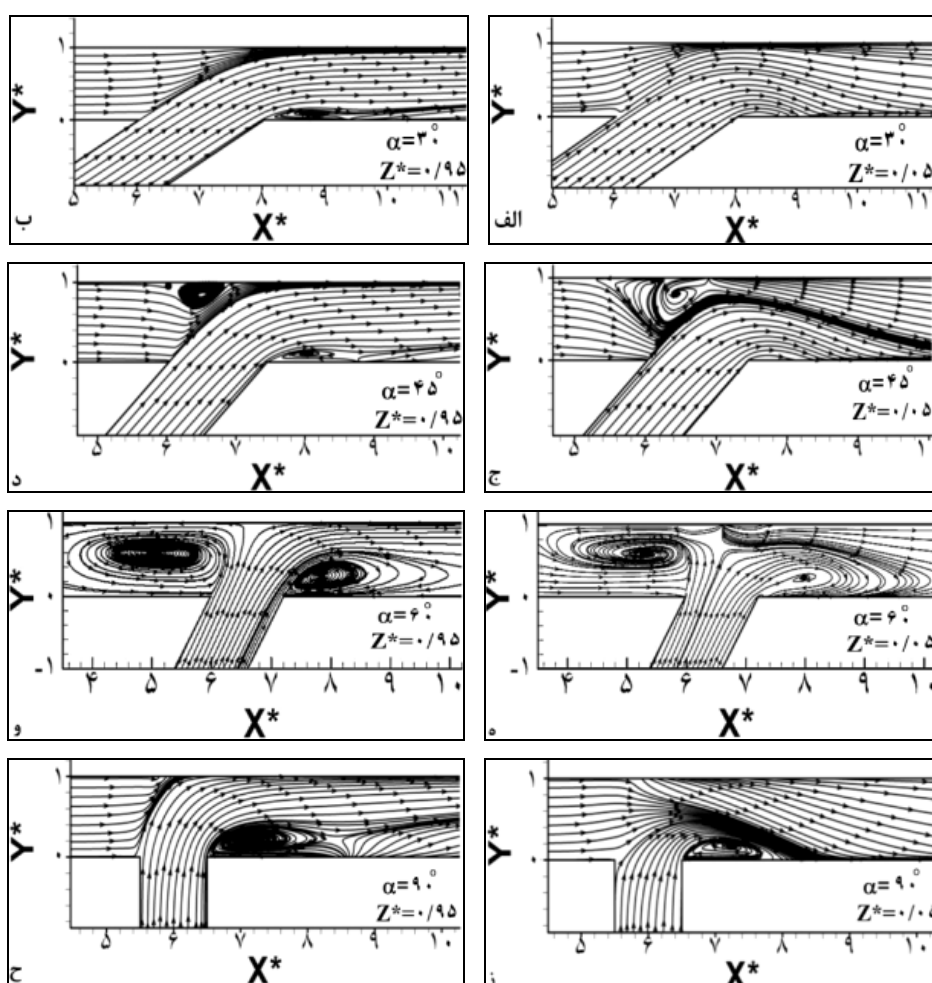 ۱
Y*
۰
α=۳۰°
Z*=۰/۰۵
۵ ۶ ۷ ۸ ۹ ۱۰ ۱۱
X*
الف
۱
Y*
۰
α=۳۰°
Z*=۰/۹۵
۵ ۶ ۷ ۸ ۹ ۱۰ ۱۱
X*
ب
۱
Y*
۰
α=۴۵°
Z*=۰/۰۵
۵ ۶ ۷ ۸ ۹ ۱۰
X*
ج
۱
Y*
۰
α=۴۵°
Z*=۰/۹۵
۵ ۶ ۷ ۸ ۹ ۱۰
X*
د
۱
Y*
۰
α=۶۰°
Z*=۰/۰۵
-۱
۴ ۵ ۶ ۷ ۸ ۹ ۱۰
X*
ه
۱
Y*
۰
α=۶۰°
Z*=۰/۹۵
-۱
۴ ۵ ۶ ۷ ۸ ۹ ۱۰
X*
و
۱
Y*
۰
α=۹۰°
Z*=۰/۰۵
۵ ۶ ۷ ۸ ۹ ۱۰
X*
ز
۱
Y*
۰
α=۹۰°
Z*=۰/۹۵
۵ ۶ ۷ ۸ ۹ ۱۰
X*
ح